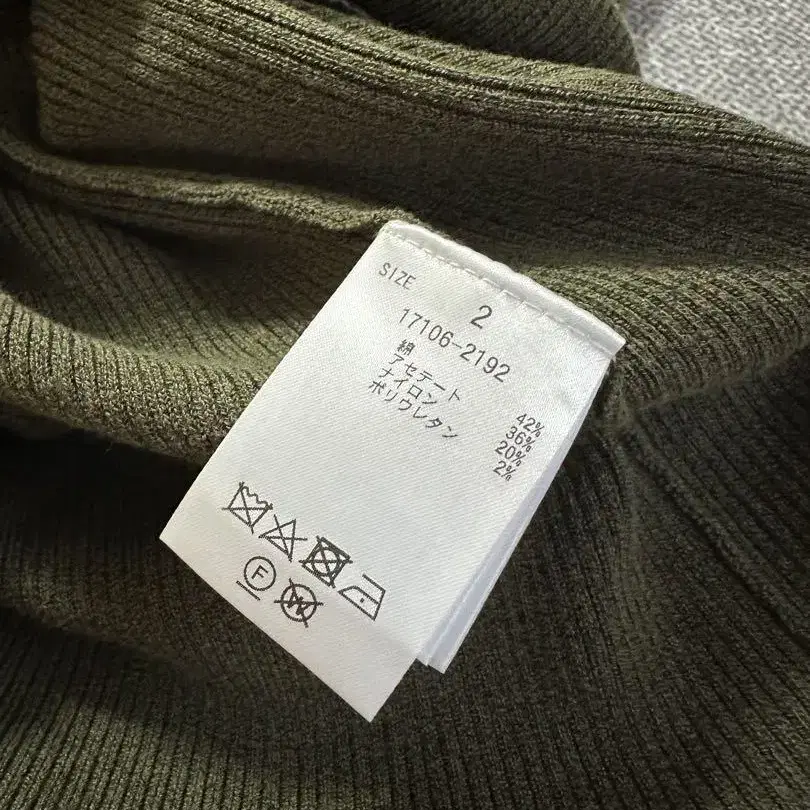 SIZE
2
17106-2192
綿 42%
アセテート 36%
ナイロン 20%
ポリウレタン 2%
F
W